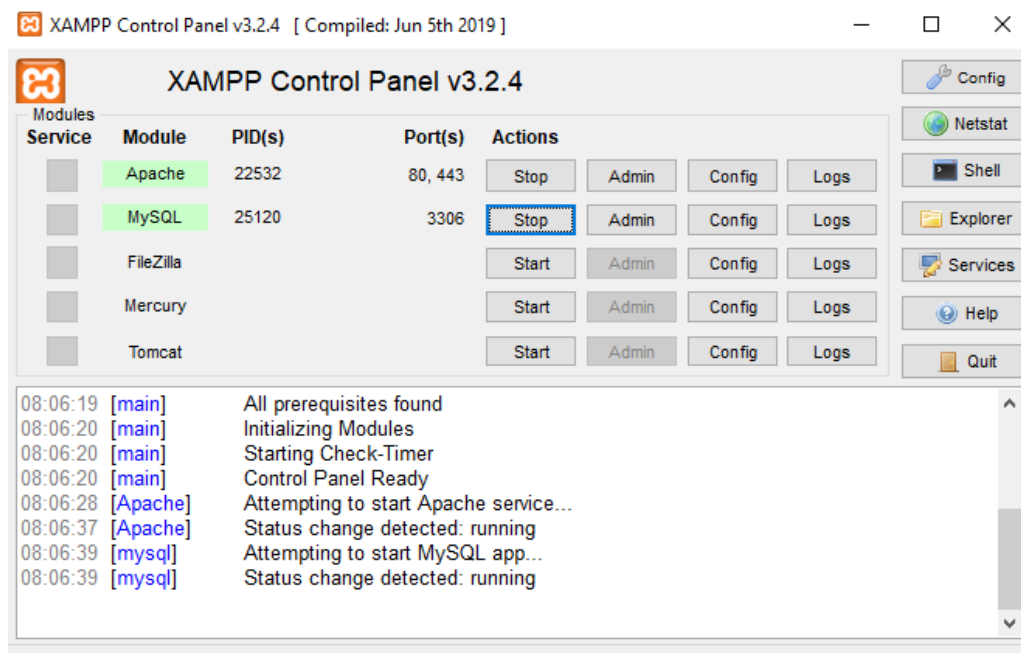 XAMPP Control Panel v3.2.4 [ Compiled: Jun 5th 2019 ]
XAMPP Control Panel v3.2.4
Config
Modules
Service Module PID(s) Port(s) Actions
Netstat
Apache 22532 80, 443 Stop Admin Config Logs
Shell
MySQL 25120 3306 Stop Admin Config Logs
Explorer
FileZilla Start Admin Config Logs
Services
Mercury Start Admin Config Logs
Help
Tomcat Start Admin Config Logs
Quit
08:06:19 [main] All prerequisites found
08:06:20 [main] Initializing Modules
08:06:20 [main] Starting Check-Timer
08:06:20 [main] Control Panel Ready
08:06:28 [Apache] Attempting to start Apache service...
08:06:37 [Apache] Status change detected: running
08:06:39 [mysql] Attempting to start MySQL app...
08:06:39 [mysql] Status change detected: running